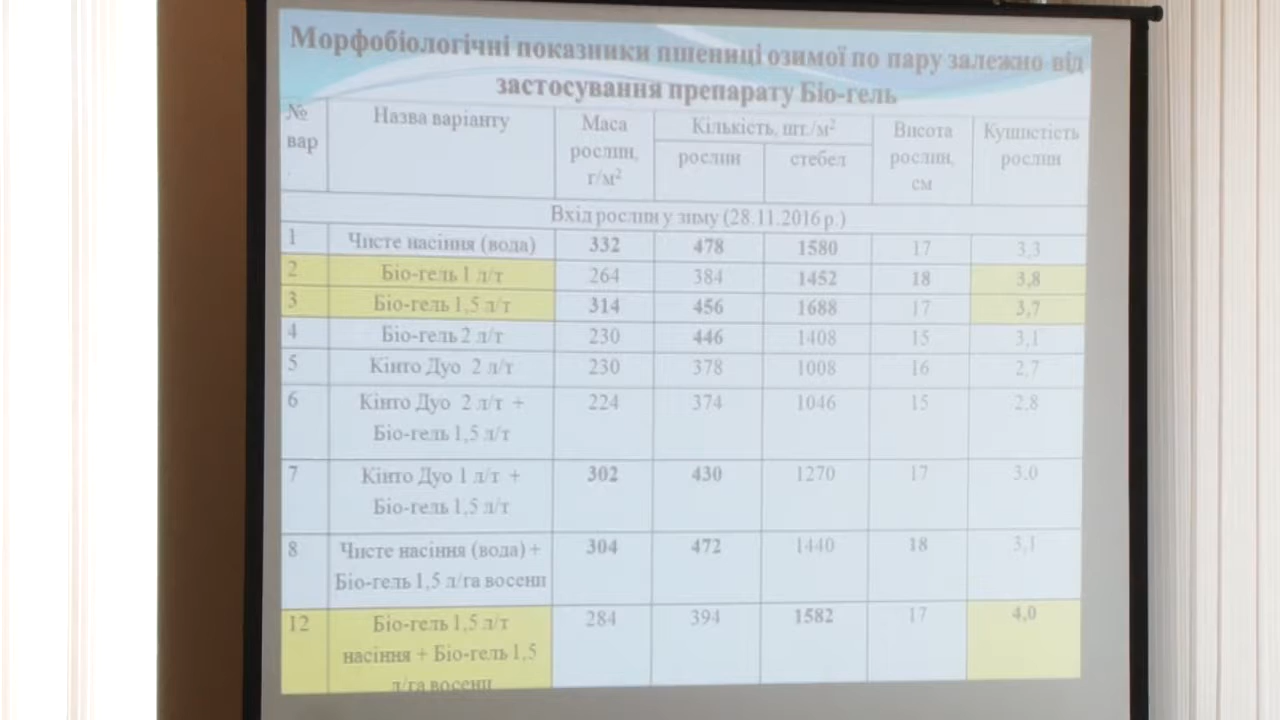 Морфобіологічні показники пшениці озимої по пару залежно від
застосування препарату Біо-гель
№ вар. Назва варіанту Маса рослин, г/м² Кількість, шт./м² Висота рослин, см Кущистість рослин
рослин стебел
Вхід рослин у зиму (28.11.2016 р.)
1 Чисте насіння (вода) 332 478 1580 17 3,3
2 Біо-гель 1 л/т 264 384 1452 18 3,8
3 Біо-гель 1,5 л/т 314 456 1688 17 3,7
4 Біо-гель 2 л/т 230 446 1408 15 3,1
5 Кінто Дуо 2 л/т 230 378 1008 16 2,7
6 Кінто Дуо 2 л/т + 224 374 1046 15 2,8
Біо-гель 1,5 л/т
7 Кінто Дуо 1 л/т + 302 430 1270 17 3.0
Біо-гель 1,5 л/т
8 Чисте насіння (вода) + 304 472 1440 18 3,1
Біо-гель 1,5 л/га восени
12 Біо-гель 1,5 л/т 284 394 1582 17 4,0
насіння + Біо-гель 1,5
л/га восени